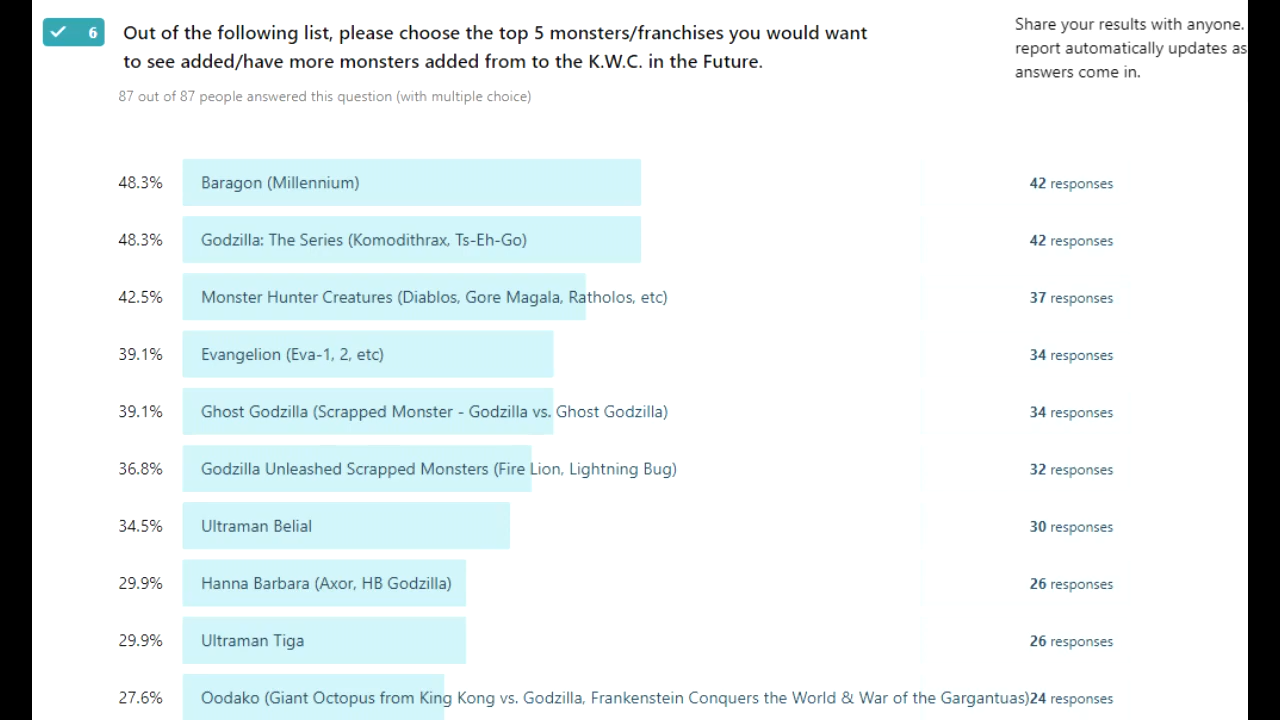 6 Out of the following list, please choose the top 5 monsters/franchises you would want
to see added/have more monsters added from to the K.W.C. in the Future.
87 out of 87 people answered this question (with multiple choice)
Share your results with anyone.
report automatically updates as
answers come in.
48.3% Baragon (Millennium) 42 responses
48.3% Godzilla: The Series (Komodithrax, Ts-Eh-Go) 42 responses
42.5% Monster Hunter Creatures (Diablos, Gore Magala, Ratholos, etc) 37 responses
39.1% Evangelion (Eva-1, 2, etc) 34 responses
39.1% Ghost Godzilla (Scrapped Monster - Godzilla vs. Ghost Godzilla) 34 responses
36.8% Godzilla Unleashed Scrapped Monsters (Fire Lion, Lightning Bug) 32 responses
34.5% Ultraman Belial 30 responses
29.9% Hanna Barbara (Axor, HB Godzilla) 26 responses
29.9% Ultraman Tiga 26 responses
27.6% Oodako (Giant Octopus from King Kong vs. Godzilla, Frankenstein Conquers the World & War of the Gargantuas) 24 responses